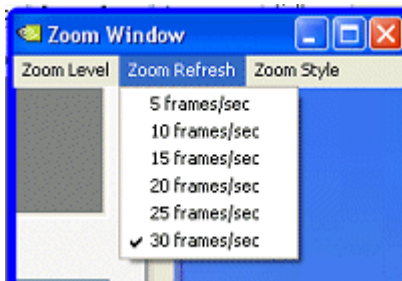 Zoom Window
Zoom Level Zoom Refresh Zoom Style
5 frames/sec
10 frames/sec
15 frames/sec
20 frames/sec
25 frames/sec
30 frames/sec